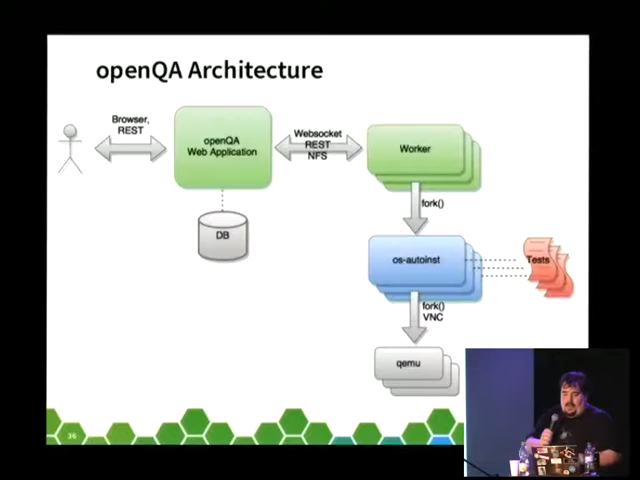 openQA Architecture
Browser,
REST
openQA
Web Application
Websocket
REST
NFS
Worker
DB
fork()
os-autoinst
Tests
fork()
VNC
qemu
36